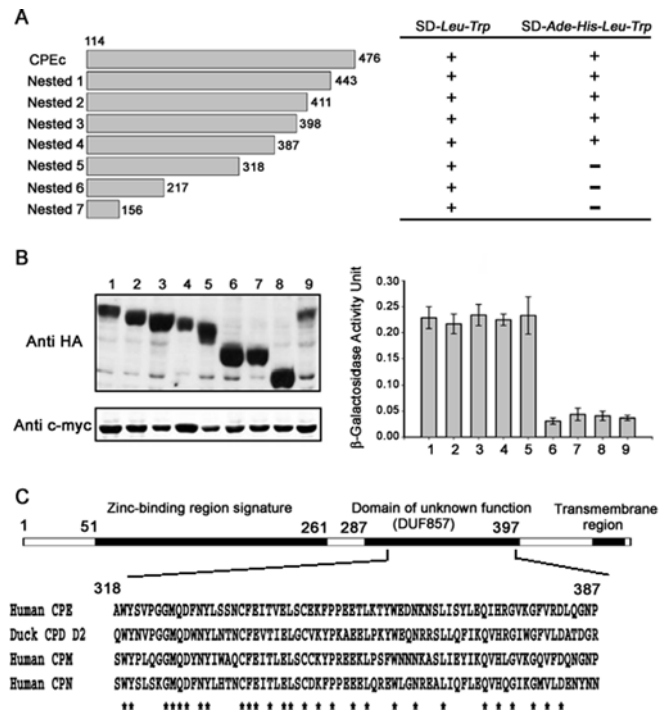 A
SD-Leu-Trp SD-Ade-His-Leu-Trp
114
CPEc 476 + +
Nested 1 443 + +
Nested 2 411 + +
Nested 3 398 + +
Nested 4 387 + +
Nested 5 318 + −
Nested 6 217 + −
Nested 7 156 + −
B
1 2 3 4 5 6 7 8 9
Anti HA
Anti c-myc
β-Galactosidase Activity Unit
0.30
0.25
0.20
0.15
0.10
0.05
0.00
1 2 3 4 5 6 7 8 9
C
Zinc-binding region signature
Domain of unknown function
(DUF857)
Transmembrane
region
1 51 261 287 397
318 387
Human CPE AWYSVPGGMQDFNYLSSNCFEITVELSCEKFPPEETLKTYWEDNKNSLISYLEQIHRGVKGFVRDLQGNP
Duck CPD D2 QWYNVPGGMQDWNYLNTNCFEVTIELGCVKYPKAEELPKYWEQNRRSLLQFIKQVHRGIWGFVLDATDGR
Human CPM SWYPLQGGMQDYNYIWAQCFEITLELSCCKYPREEKLPSFWNNNKASLIEYIKQVHLGVKGQVFDQNGNP
Human CPN SWYSLSKGMQDFNYLHTNCFEITLELSCDKFPPEEELQREWLGNREALIQFLEQVHQGIKGMVLDENYNN